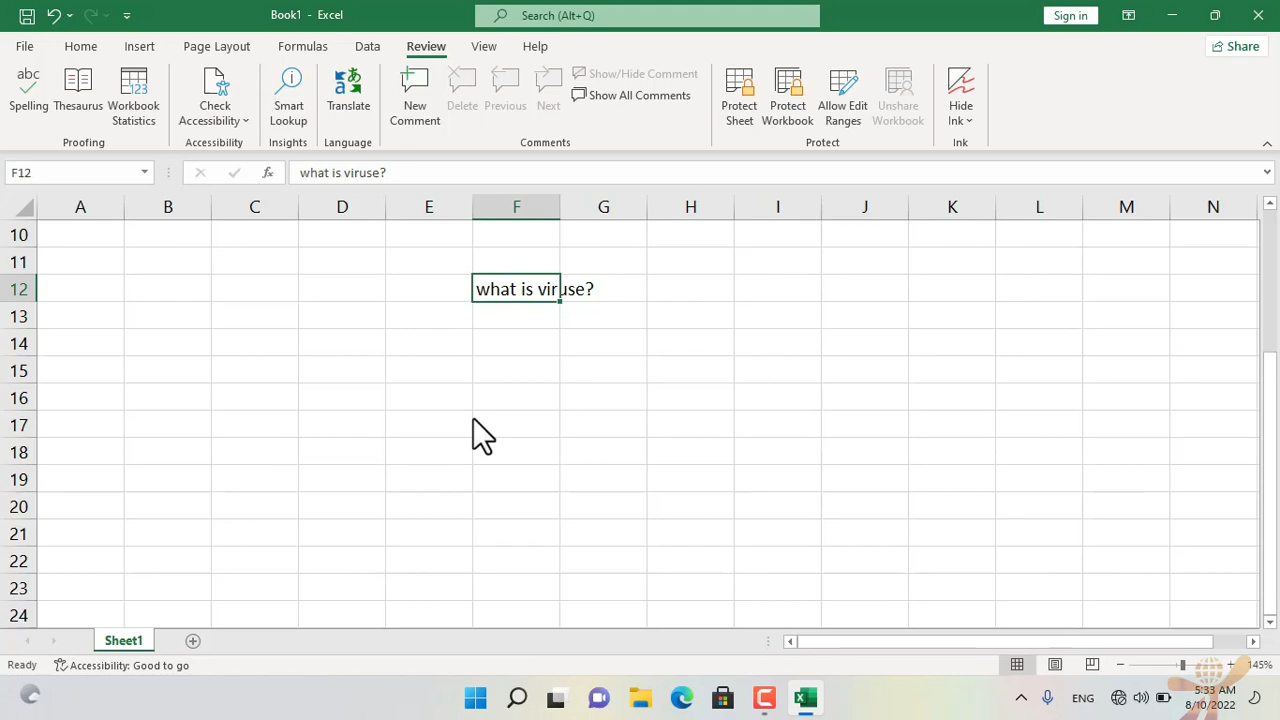 Book1 - Excel
Search (Alt+Q)
Sign in
File Home Insert Page Layout Formulas Data Review View Help
Share
abc
123
Spelling Thesaurus Workbook Statistics
Check Accessibility
Smart Lookup
Translate
New Comment
Delete Previous Next
Show/Hide Comment
Show All Comments
Protect Sheet
Protect Workbook
Allow Edit Ranges
Unshare Workbook
Hide Ink
Proofing Accessibility Insights Language Comments Protect Ink
F12 fx what is viruse?
A B C D E F G H I J K L M N
10
11
12 what is viruse?
13
14
15
16
17
18
19
20
21
22
23
24
Sheet1
Ready Accessibility: Good to go 145%
ENG 5:33 AM
8/10/2022